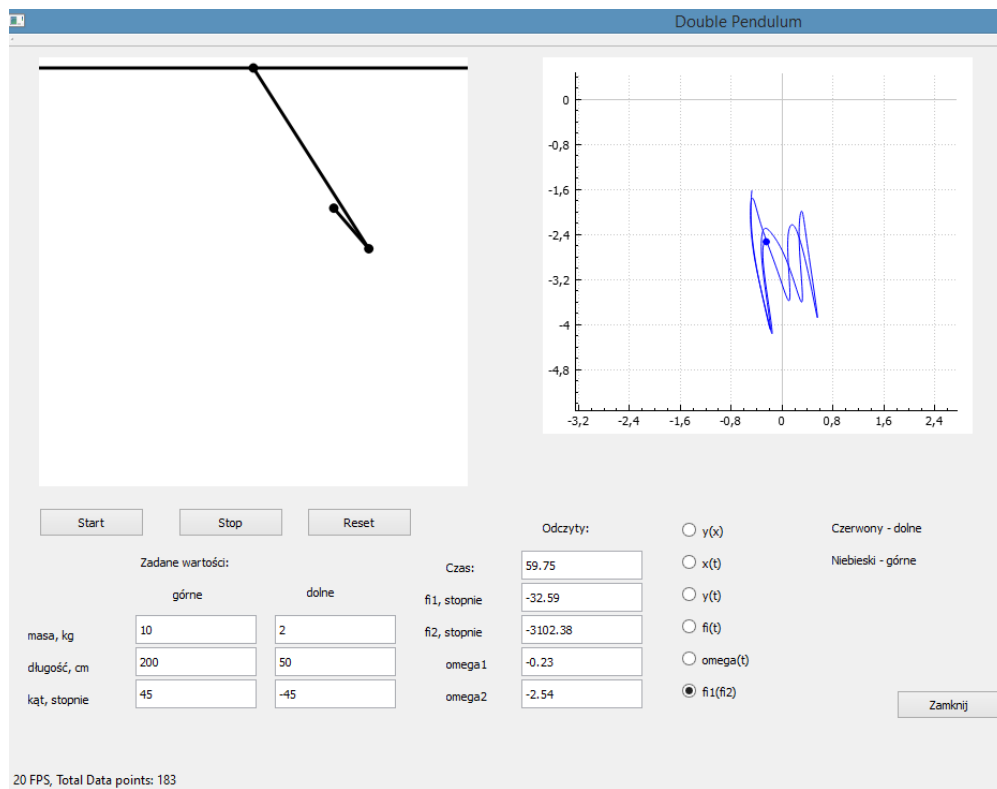 Double Pendulum
0
-0,8
-1,6
-2,4
-3,2
-4
-4,8
-3,2 -2,4 -1,6 -0,8 0 0,8 1,6 2,4
Start Stop Reset
Odczyty:
Zadane wartości:
górne dolne
masa, kg 10 2
długość, cm 200 50
kąt, stopnie 45 -45
Czas: 59.75
fi1, stopnie -32.59
fi2, stopnie -3102.38
omega1 -0.23
omega2 -2.54
y(x)
x(t)
y(t)
fi(t)
omega(t)
fi1(fi2)
Czerwony - dolne
Niebieski - górne
Zamknij
20 FPS, Total Data points: 183